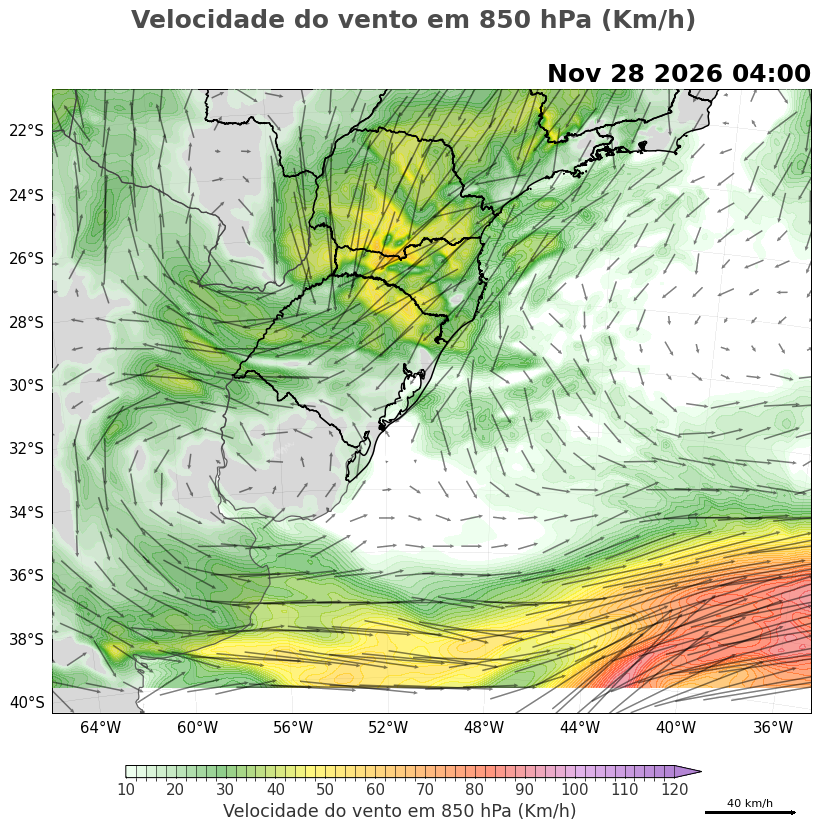 Velocidade do vento em 850 hPa (Km/h)
Nov 28 2026 04:00
22°S
24°S
26°S
28°S
30°S
32°S
34°S
36°S
38°S
40°S
64°W 60°W 56°W 52°W 48°W 44°W 40°W 36°W
10 20 30 40 50 60 70 80 90 100 110 120
Velocidade do vento em 850 hPa (Km/h)
40 km/h